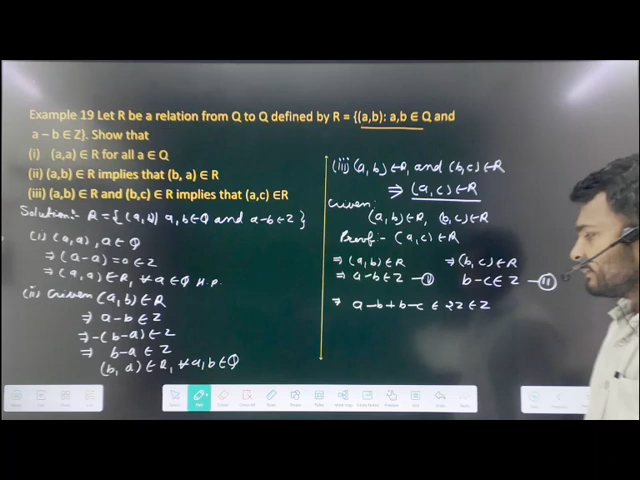 Example 19 Let R be a relation from Q to Q defined by R = {(a,b): a,b ∈ Q and
a – b ∈ Z}. Show that
(i) (a,a) ∈ R for all a ∈ Q
(ii) (a,b) ∈ R implies that (b, a) ∈ R
(iii) (a,b) ∈ R and (b,c) ∈ R implies that (a,c) ∈R
Solution:- R = {(a,b) a,b∈Q and a-b∈Z}
(i) (a,a), a∈Q
⇒ (a-a)=0∈Z
⇒ (a,a)∈R, ∀a∈Q H.P.
(ii) Given (a,b)∈R
⇒ a-b∈Z
⇒ -(b-a)∈Z
⇒ b-a∈Z
(b,a)∈R, ∀a,b∈Q
(iii) (a,b)∈R, and (b,c)∈R
⇒ (a,c)∈R
Given:
(a,b)∈R, (b,c)∈R
Proof:- (a,c)∈R
⇒ (a,b)∈R ⇒ (b,c)∈R
⇒ a-b∈Z —(I) b-c∈Z —(II)
⇒ a-b+b-c∈2Z∈Z